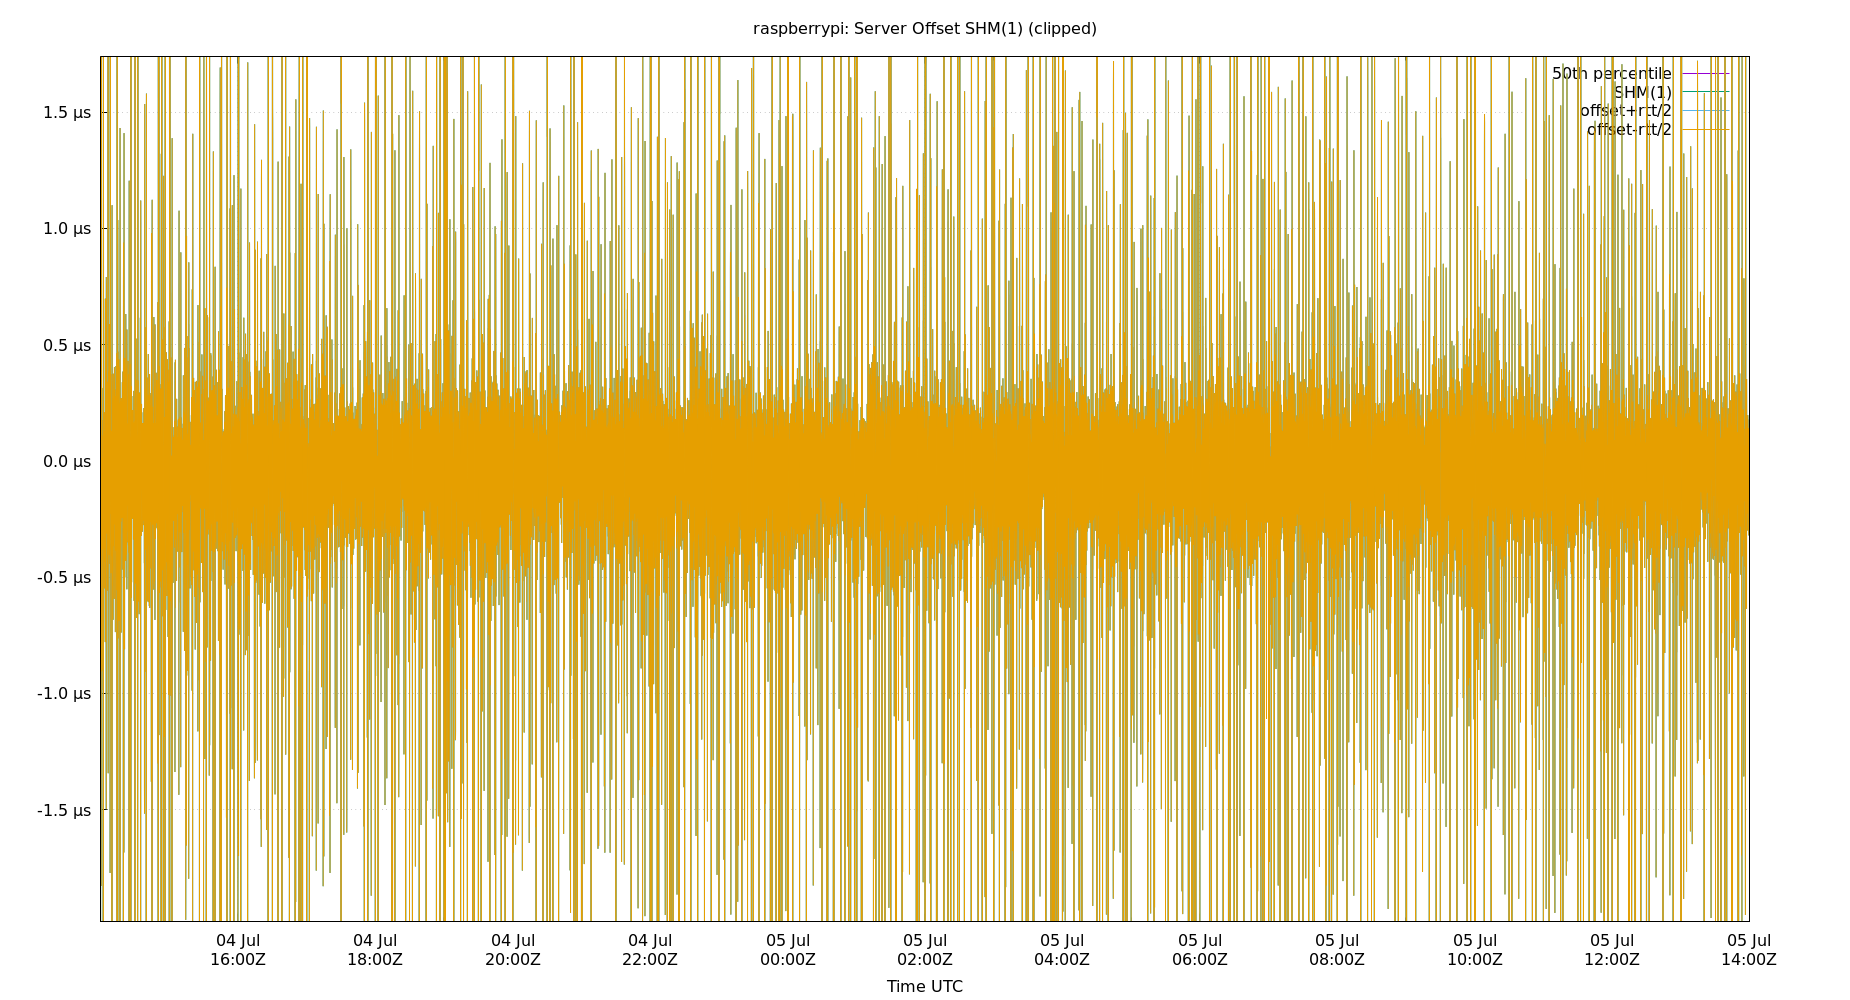 raspberrypi: Server Offset SHM(1) (clipped)
50th percentile
SHM(1)
offset+rtt/2
offset-rtt/2
1.5 µs
1.0 µs
0.5 µs
0.0 µs
-0.5 µs
-1.0 µs
-1.5 µs
04 Jul 04 Jul 04 Jul 04 Jul 05 Jul 05 Jul 05 Jul 05 Jul 05 Jul 05 Jul 05 Jul 05 Jul
16:00Z 18:00Z 20:00Z 22:00Z 00:00Z 02:00Z 04:00Z 06:00Z 08:00Z 10:00Z 12:00Z 14:00Z
Time UTC